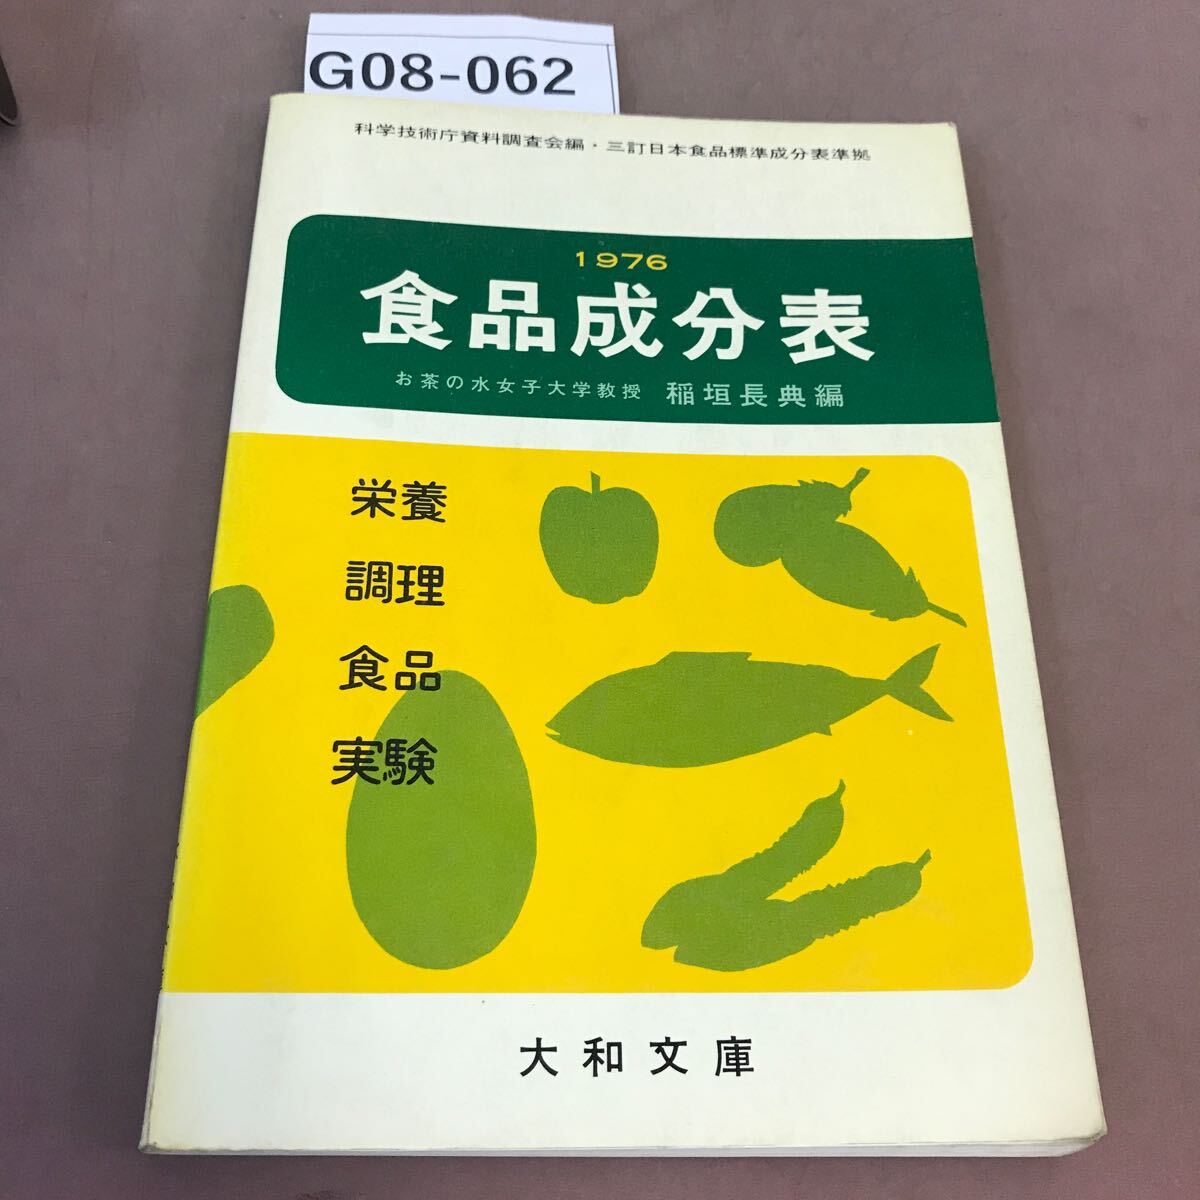 G08-062
科学技術庁資料調査会編・三訂日本食品標準成分表準拠
1976
食品成分表
お茶の水女子大学教授 稲垣長典編
栄養
調理
食品
実験
大和文庫